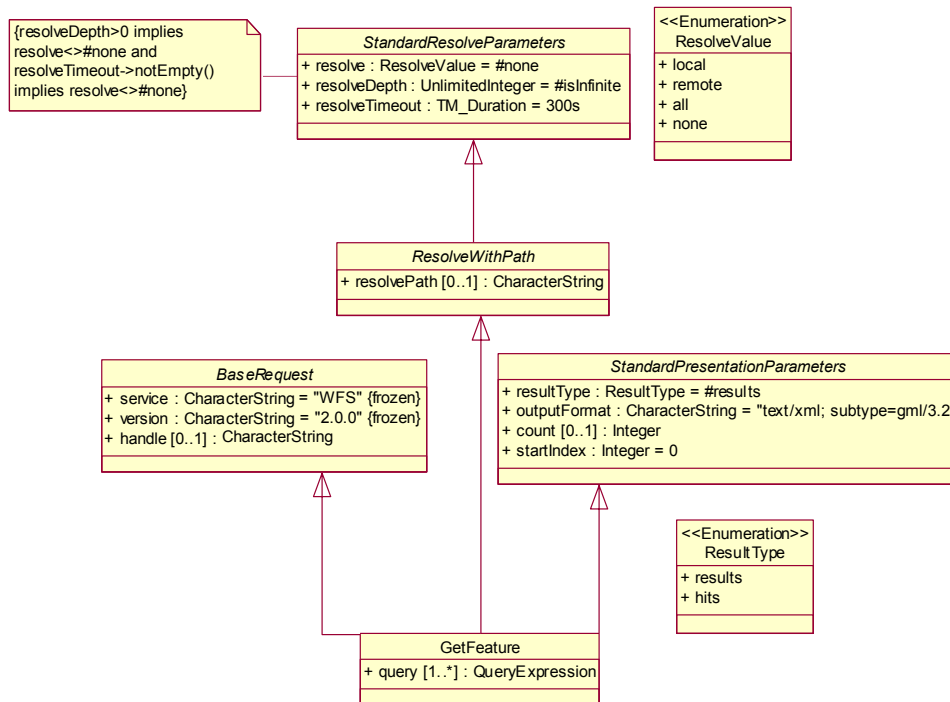 {resolveDepth>0 implies
resolve<>#none and
resolveTimeout->notEmpty()
implies resolve<>#none}
StandardResolveParameters
+ resolve : ResolveValue = #none
+ resolveDepth : UnlimitedInteger = #isInfinite
+ resolveTimeout : TM_Duration = 300s
<<Enumeration>>
ResolveValue
+ local
+ remote
+ all
+ none
ResolveWithPath
+ resolvePath [0..1] : CharacterString
BaseRequest
+ service : CharacterString = "WFS" {frozen}
+ version : CharacterString = "2.0.0" {frozen}
+ handle [0..1] : CharacterString
StandardPresentationParameters
+ resultType : ResultType = #results
+ outputFormat : CharacterString = "text/xml; subtype=gml/3.2
+ count [0..1] : Integer
+ startIndex : Integer = 0
<<Enumeration>>
ResultType
+ results
+ hits
GetFeature
+ query [1..*] : QueryExpression